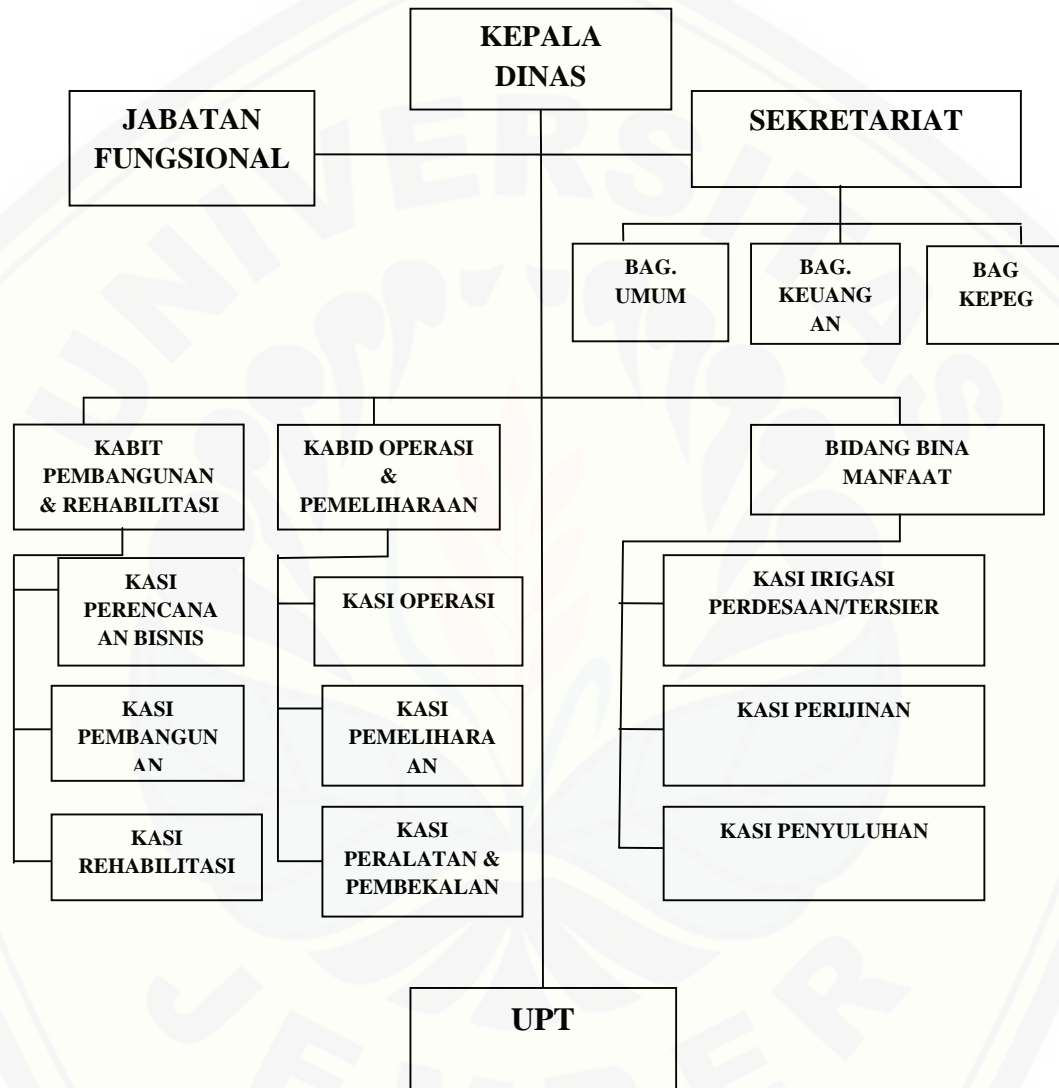 KEPALA
DINAS
JABATAN
FUNGSIONAL
SEKRETARIAT
BAG.
UMUM
BAG.
KEUANG
AN
BAG
KEPEG
KABIT
PEMBANGUNAN
& REHABILITASI
KABID OPERASI
&
PEMELIHARAAN
BIDANG BINA
MANFAAT
KASI
PERENCANA
AN BISNIS
KASI OPERASI
KASI IRIGASI
PERDESAAN/TERSIER
KASI
PEMBANGUN
AN
KASI
PEMELIHARA
AN
KASI PERIJINAN
KASI
REHABILITASI
KASI
PERALATAN &
PEMBEKALAN
KASI PENYULUHAN
UPT
UNIVERSITAS
JEMBER